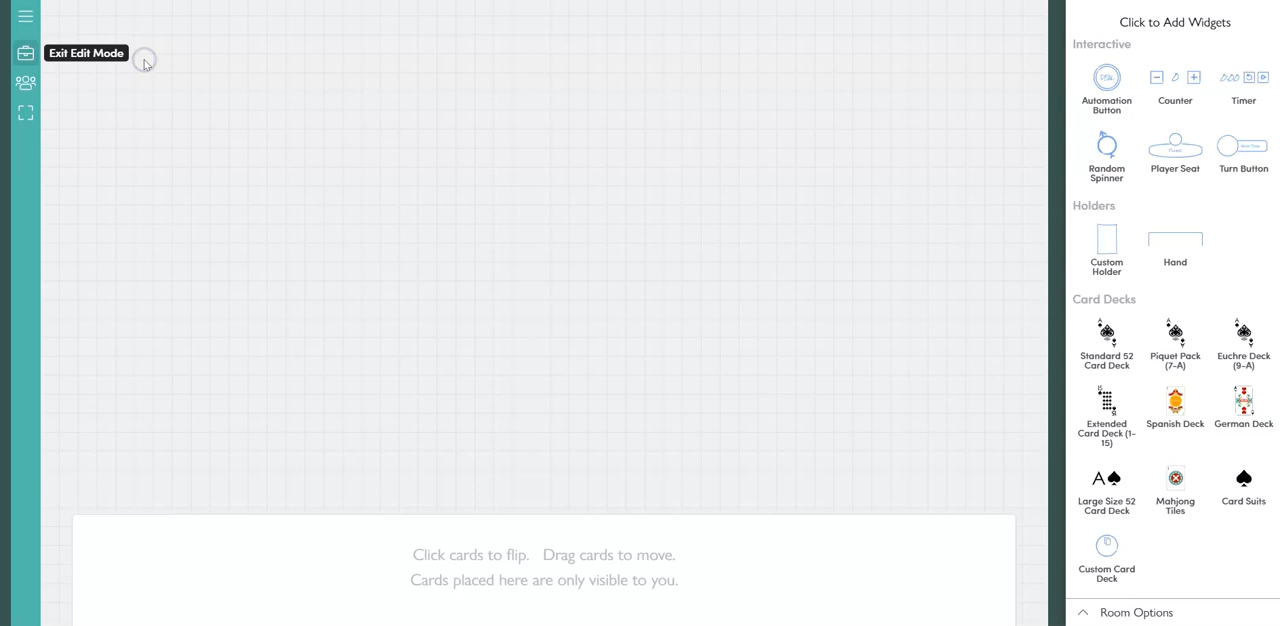 Exit Edit Mode
Click to Add Widgets
Interactive
Automation
Button
Counter
Timer
Random
Spinner
Player Seat
Turn Button
Holders
Custom
Holder
Hand
Card Decks
Standard 52
Card Deck
Piquet Pack
(7-A)
Euchre Deck
(9-A)
Extended
Card Deck (1-
15)
Spanish Deck
German Deck
Large Size 52
Card Deck
Mahjong
Tiles
Card Suits
Custom Card
Deck
Room Options
Click cards to flip. Drag cards to move.
Cards placed here are only visible to you.